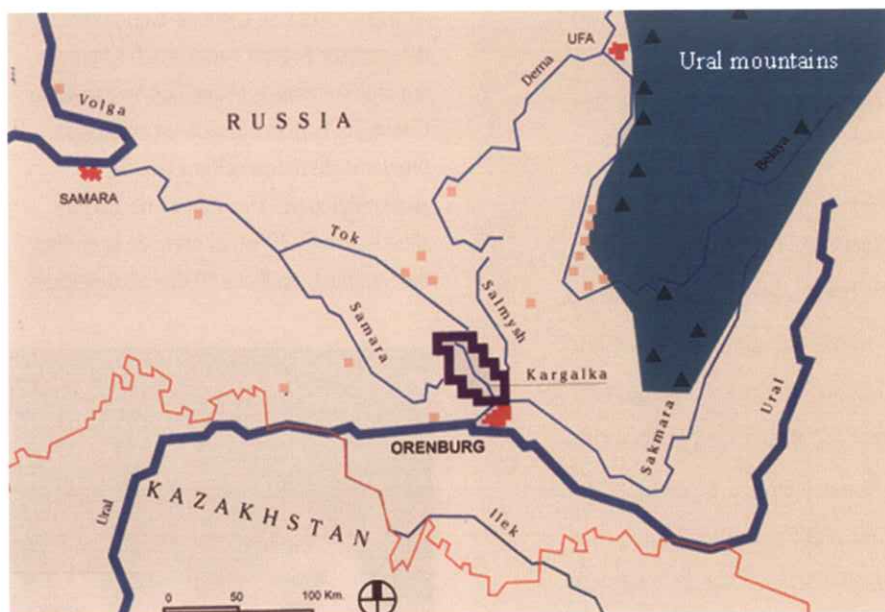 UFA
Ural mountains
Dema
Volga
RUSSIA
Belaya
SAMARA
Tok
Salmysh
Samara
Kargalka
Ural
Sakmara
ORENBURG
Ural
KAZAKHSTAN
Ilek
0 50 100 Km.